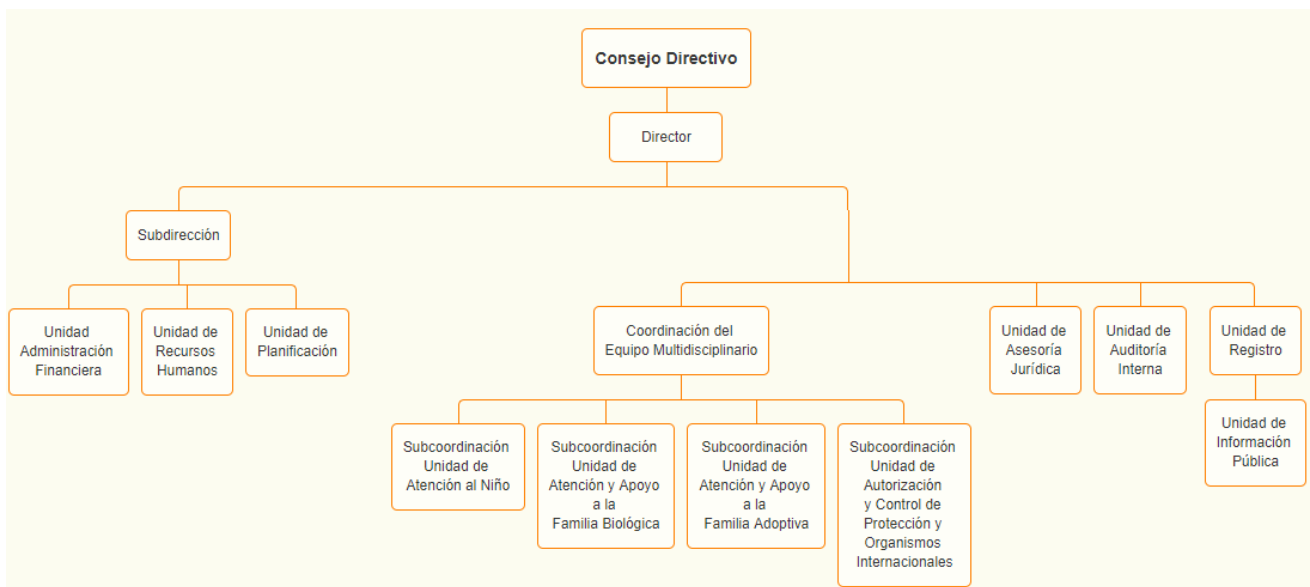 Consejo Directivo
Director
Subdirección
Unidad
Administración
Financiera
Unidad de
Recursos
Humanos
Unidad de
Planificación
Coordinación del
Equipo Multidisciplinario
Unidad de
Asesoría
Jurídica
Unidad de
Auditoría
Interna
Unidad de
Registro
Subcoordinación
Unidad de
Atención al Niño
Subcoordinación
Unidad de
Atención y Apoyo
a la
Familia Biológica
Subcoordinación
Unidad de
Atención y Apoyo
a la
Familia Adoptiva
Subcoordinación
Unidad de
Autorización
y Control de
Protección y
Organismos
Internacionales
Unidad de
Información
Pública